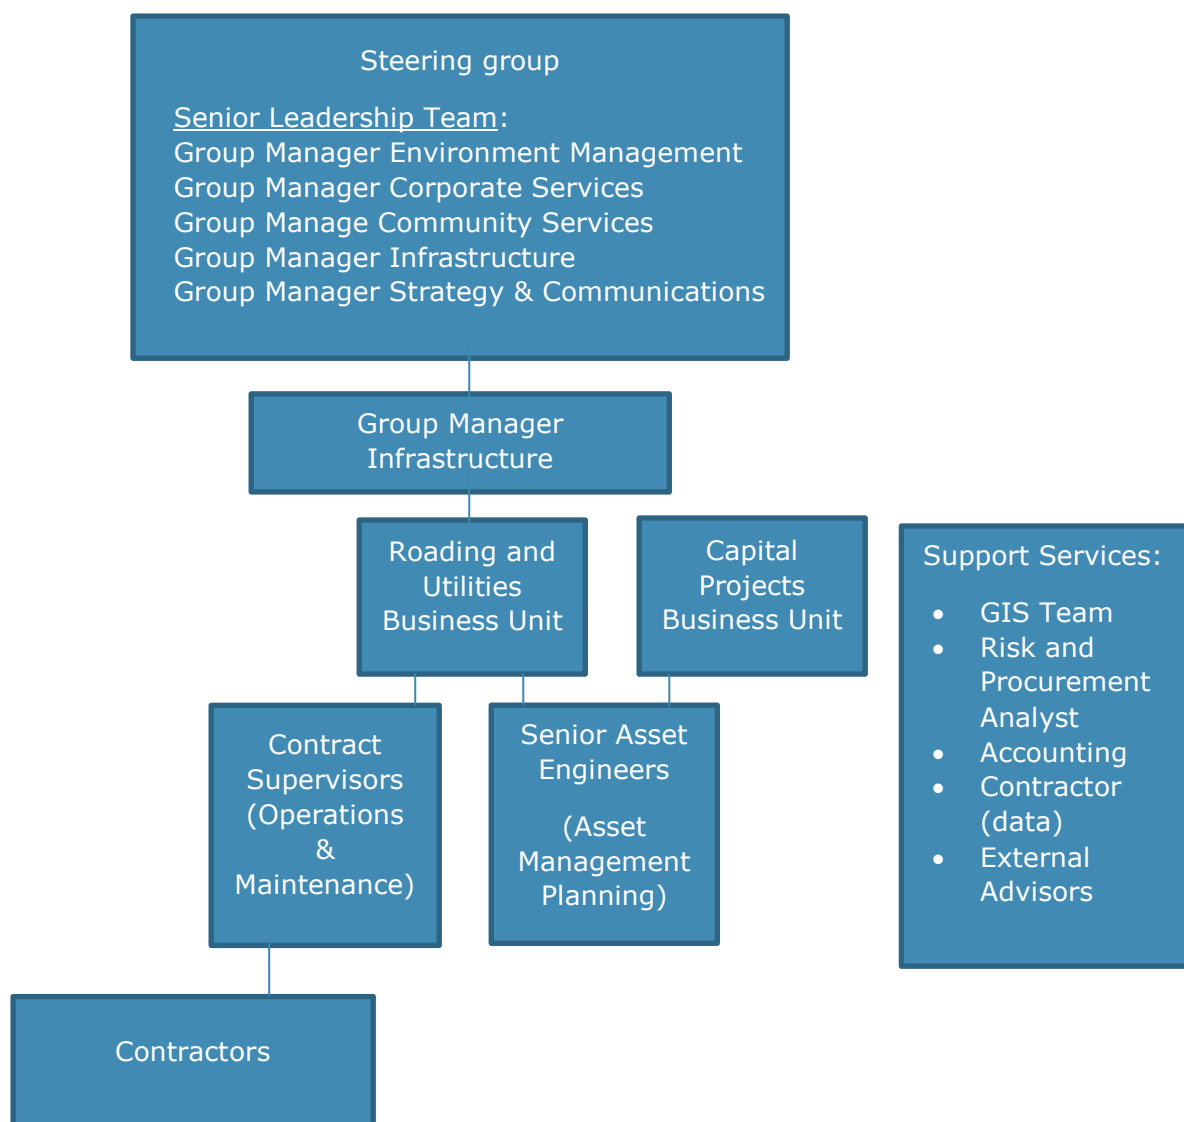 Steering group
Senior Leadership Team:
Group Manager Environment Management
Group Manager Corporate Services
Group Manage Community Services
Group Manager Infrastructure
Group Manager Strategy & Communications
Group Manager
Infrastructure
Roading and
Utilities
Business Unit
Capital
Projects
Business Unit
Support Services:
• GIS Team
• Risk and
Procurement
Analyst
• Accounting
• Contractor
(data)
• External
Advisors
Contract
Supervisors
(Operations
&
Maintenance)
Senior Asset
Engineers
(Asset
Management
Planning)
Contractors